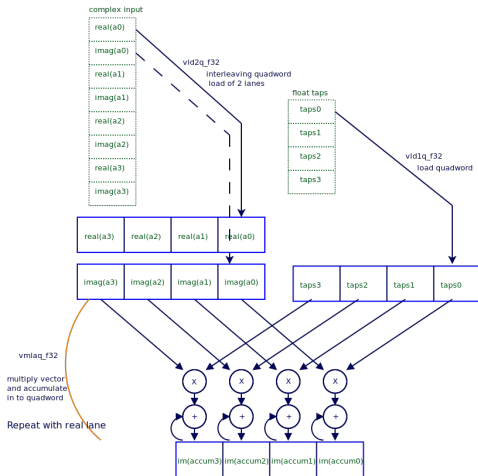 complex input
real(a0)
imag(a0)
real(a1)
imag(a1)
real(a2)
imag(a2)
real(a3)
imag(a3)
vld2q_f32
interleaving quadword
load of 2 lanes
float taps
taps0
taps1
taps2
taps3
vld1q_f32
load quadword
real(a3) real(a2) real(a1) real(a0)
imag(a3) imag(a2) imag(a1) imag(a0)
taps3 taps2 taps1 taps0
vmlaq_f32
multiply vector
and accumulate
in to quadword
Repeat with real lane
X X X X
+ + + +
im(accum3) im(accum2) im(accum1) im(accum0)